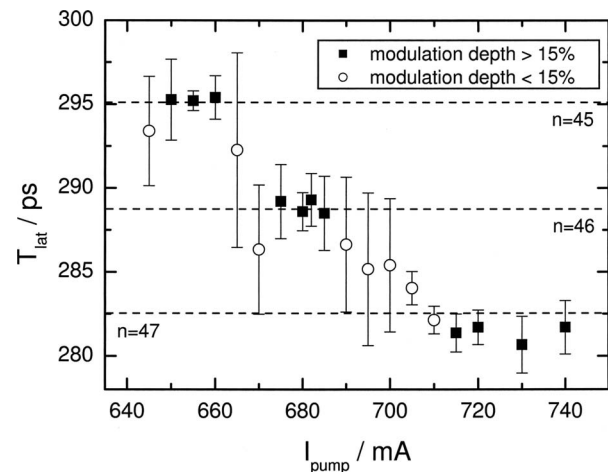 300
295
290
285
280
T_lat / ps
modulation depth > 15%
modulation depth < 15%
n=45
n=46
n=47
640 660 680 700 720 740
I_pump / mA